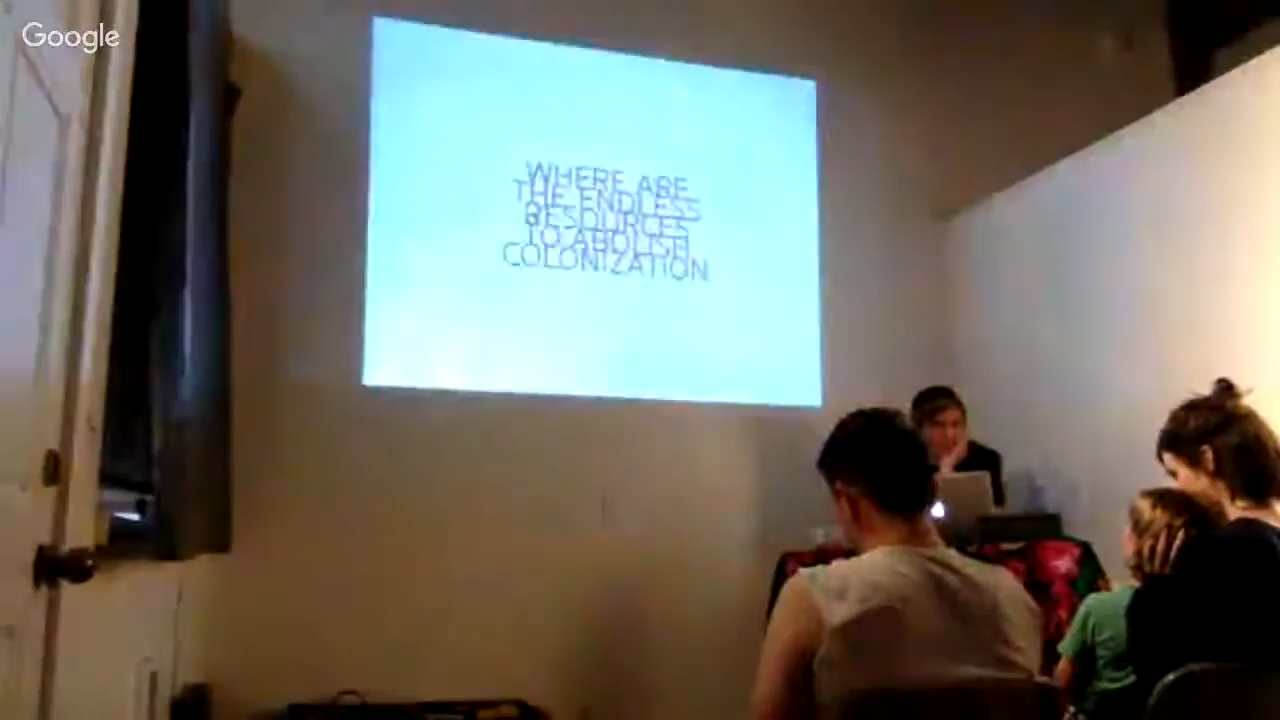 Google
WHERE ARE
THE ENDLESS
RESOURCES
TO ABOLISH
COLONIZATION